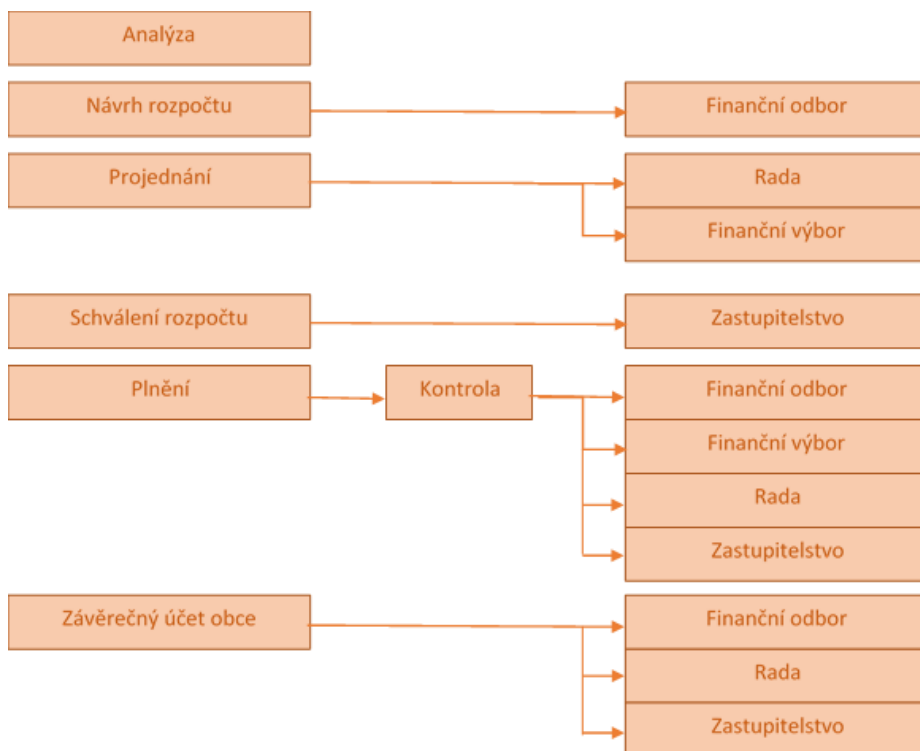 Analýza
Návrh rozpočtu
Finanční odbor
Projednání
Rada
Finanční výbor
Schválení rozpočtu
Zastupitelstvo
Plnění
Kontrola
Finanční odbor
Finanční výbor
Rada
Zastupitelstvo
Závěrečný účet obce
Finanční odbor
Rada
Zastupitelstvo